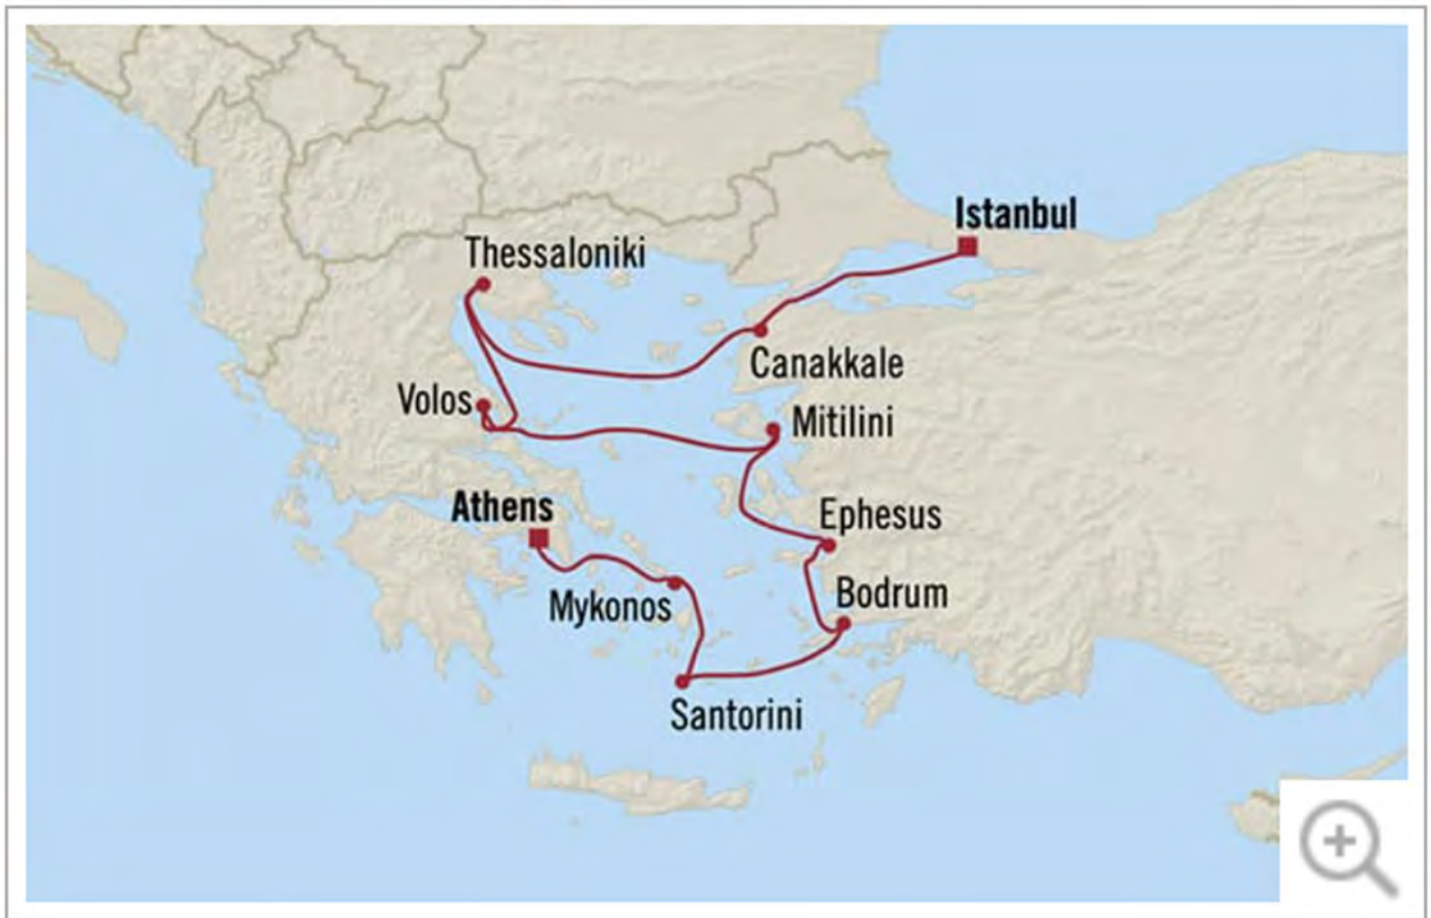 Istanbul
Thessaloniki
Canakkale
Volos
Mitilini
Athens
Ephesus
Bodrum
Mykonos
Santorini